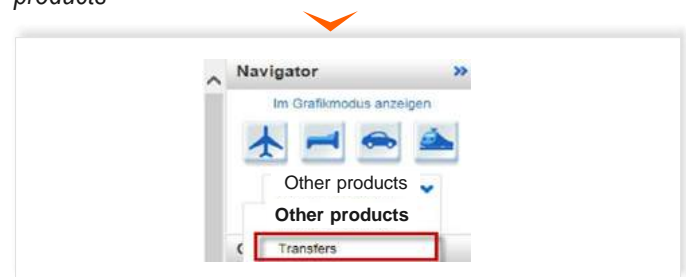 products
Navigator »
Im Grafikmodus anzeigen
Other products
Other products
Transfers